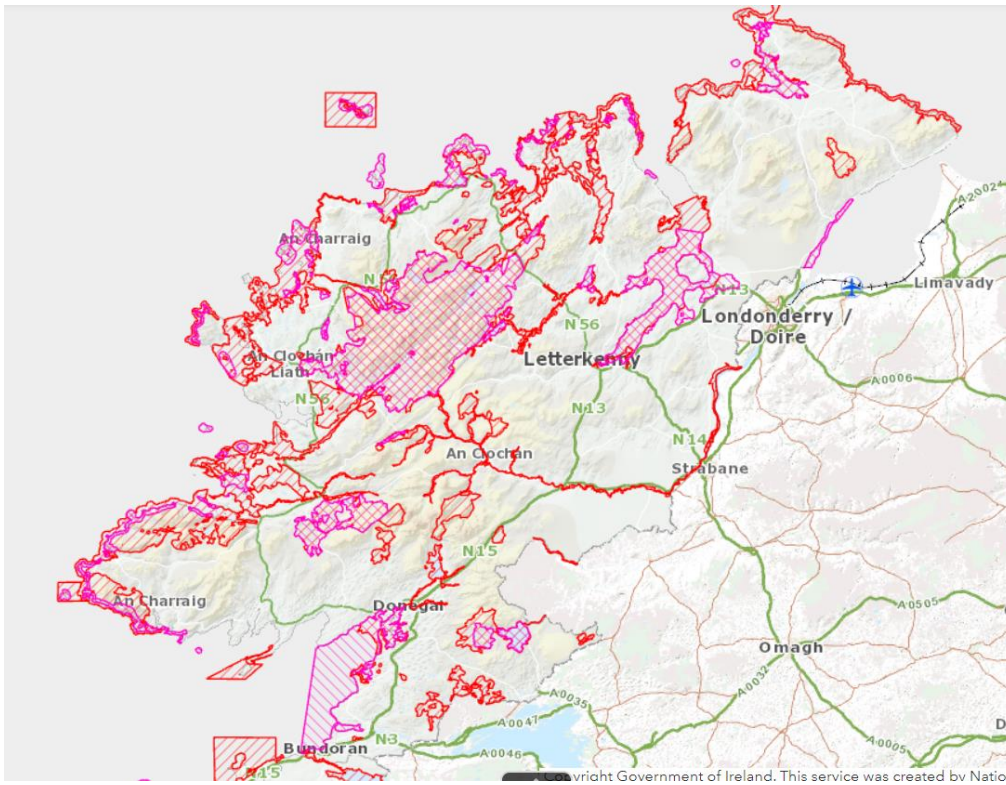 An Charraig
N13
A20024
Limavady
Londonderry /
Doire
N56
Letterkenny
An Clochán
Liath
N56
A0006
N13
N14
An Clochán
Strabane
N15
An Charraig
Donegal
A0505
Omagh
A0032
A0035
A0047
N3
Bundoran
A0046
A0005
D
N15
Copyright Government of Ireland. This service was created by Natio